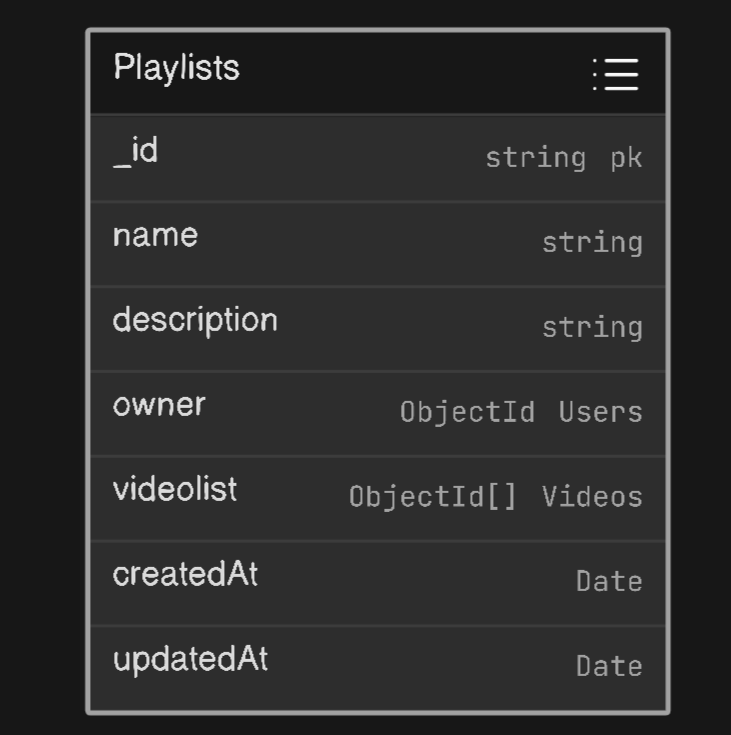 Playlists
_id string pk
name string
description string
owner ObjectId Users
videolist ObjectId[] Videos
createdAt Date
updatedAt Date